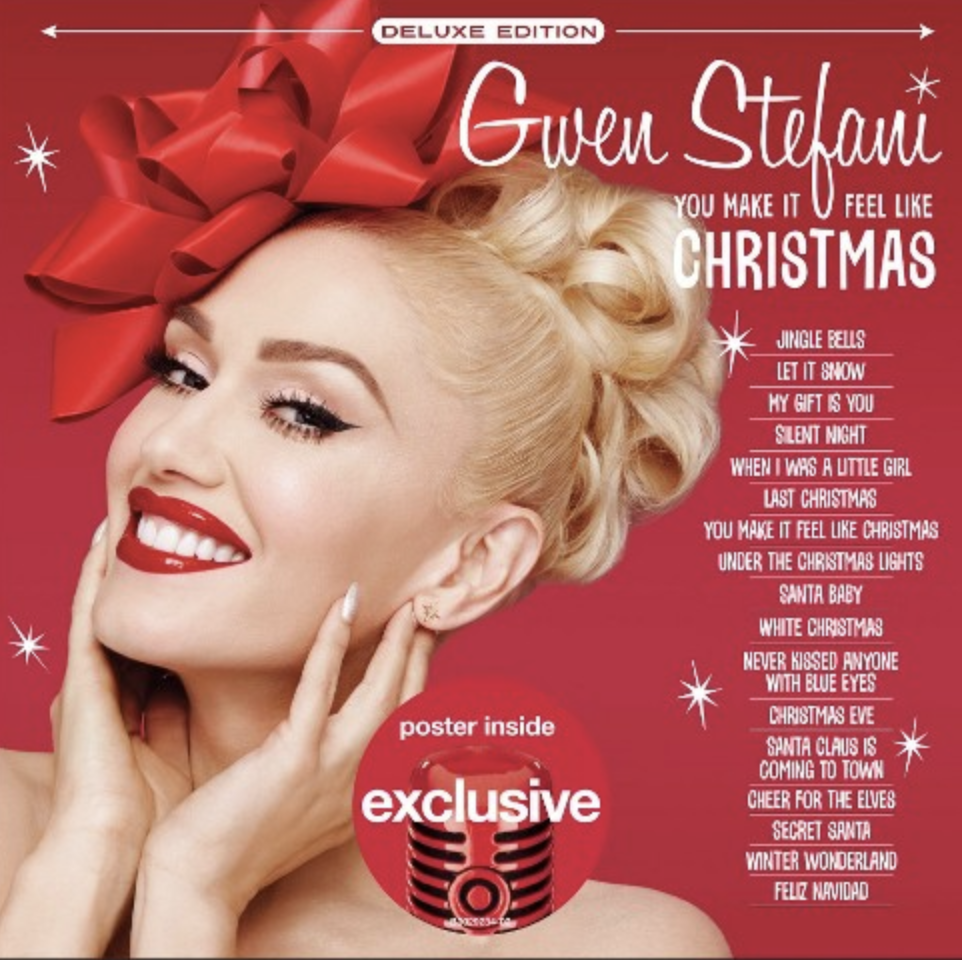 DELUXE EDITION
Gwen Stefani
YOU MAKE IT FEEL LIKE
CHRISTMAS
JINGLE BELLS
LET IT SNOW
MY GIFT IS YOU
SILENT NIGHT
WHEN I WAS A LITTLE GIRL
LAST CHRISTMAS
YOU MAKE IT FEEL LIKE CHRISTMAS
UNDER THE CHRISTMAS LIGHTS
SANTA BABY
WHITE CHRISTMAS
NEVER KISSED ANYONE
WITH BLUE EYES
CHRISTMAS EVE
SANTA CLAUS IS
COMING TO TOWN
CHEER FOR THE ELVES
SECRET SANTA
WINTER WONDERLAND
FELIZ NAVIDAD
poster inside
exclusive